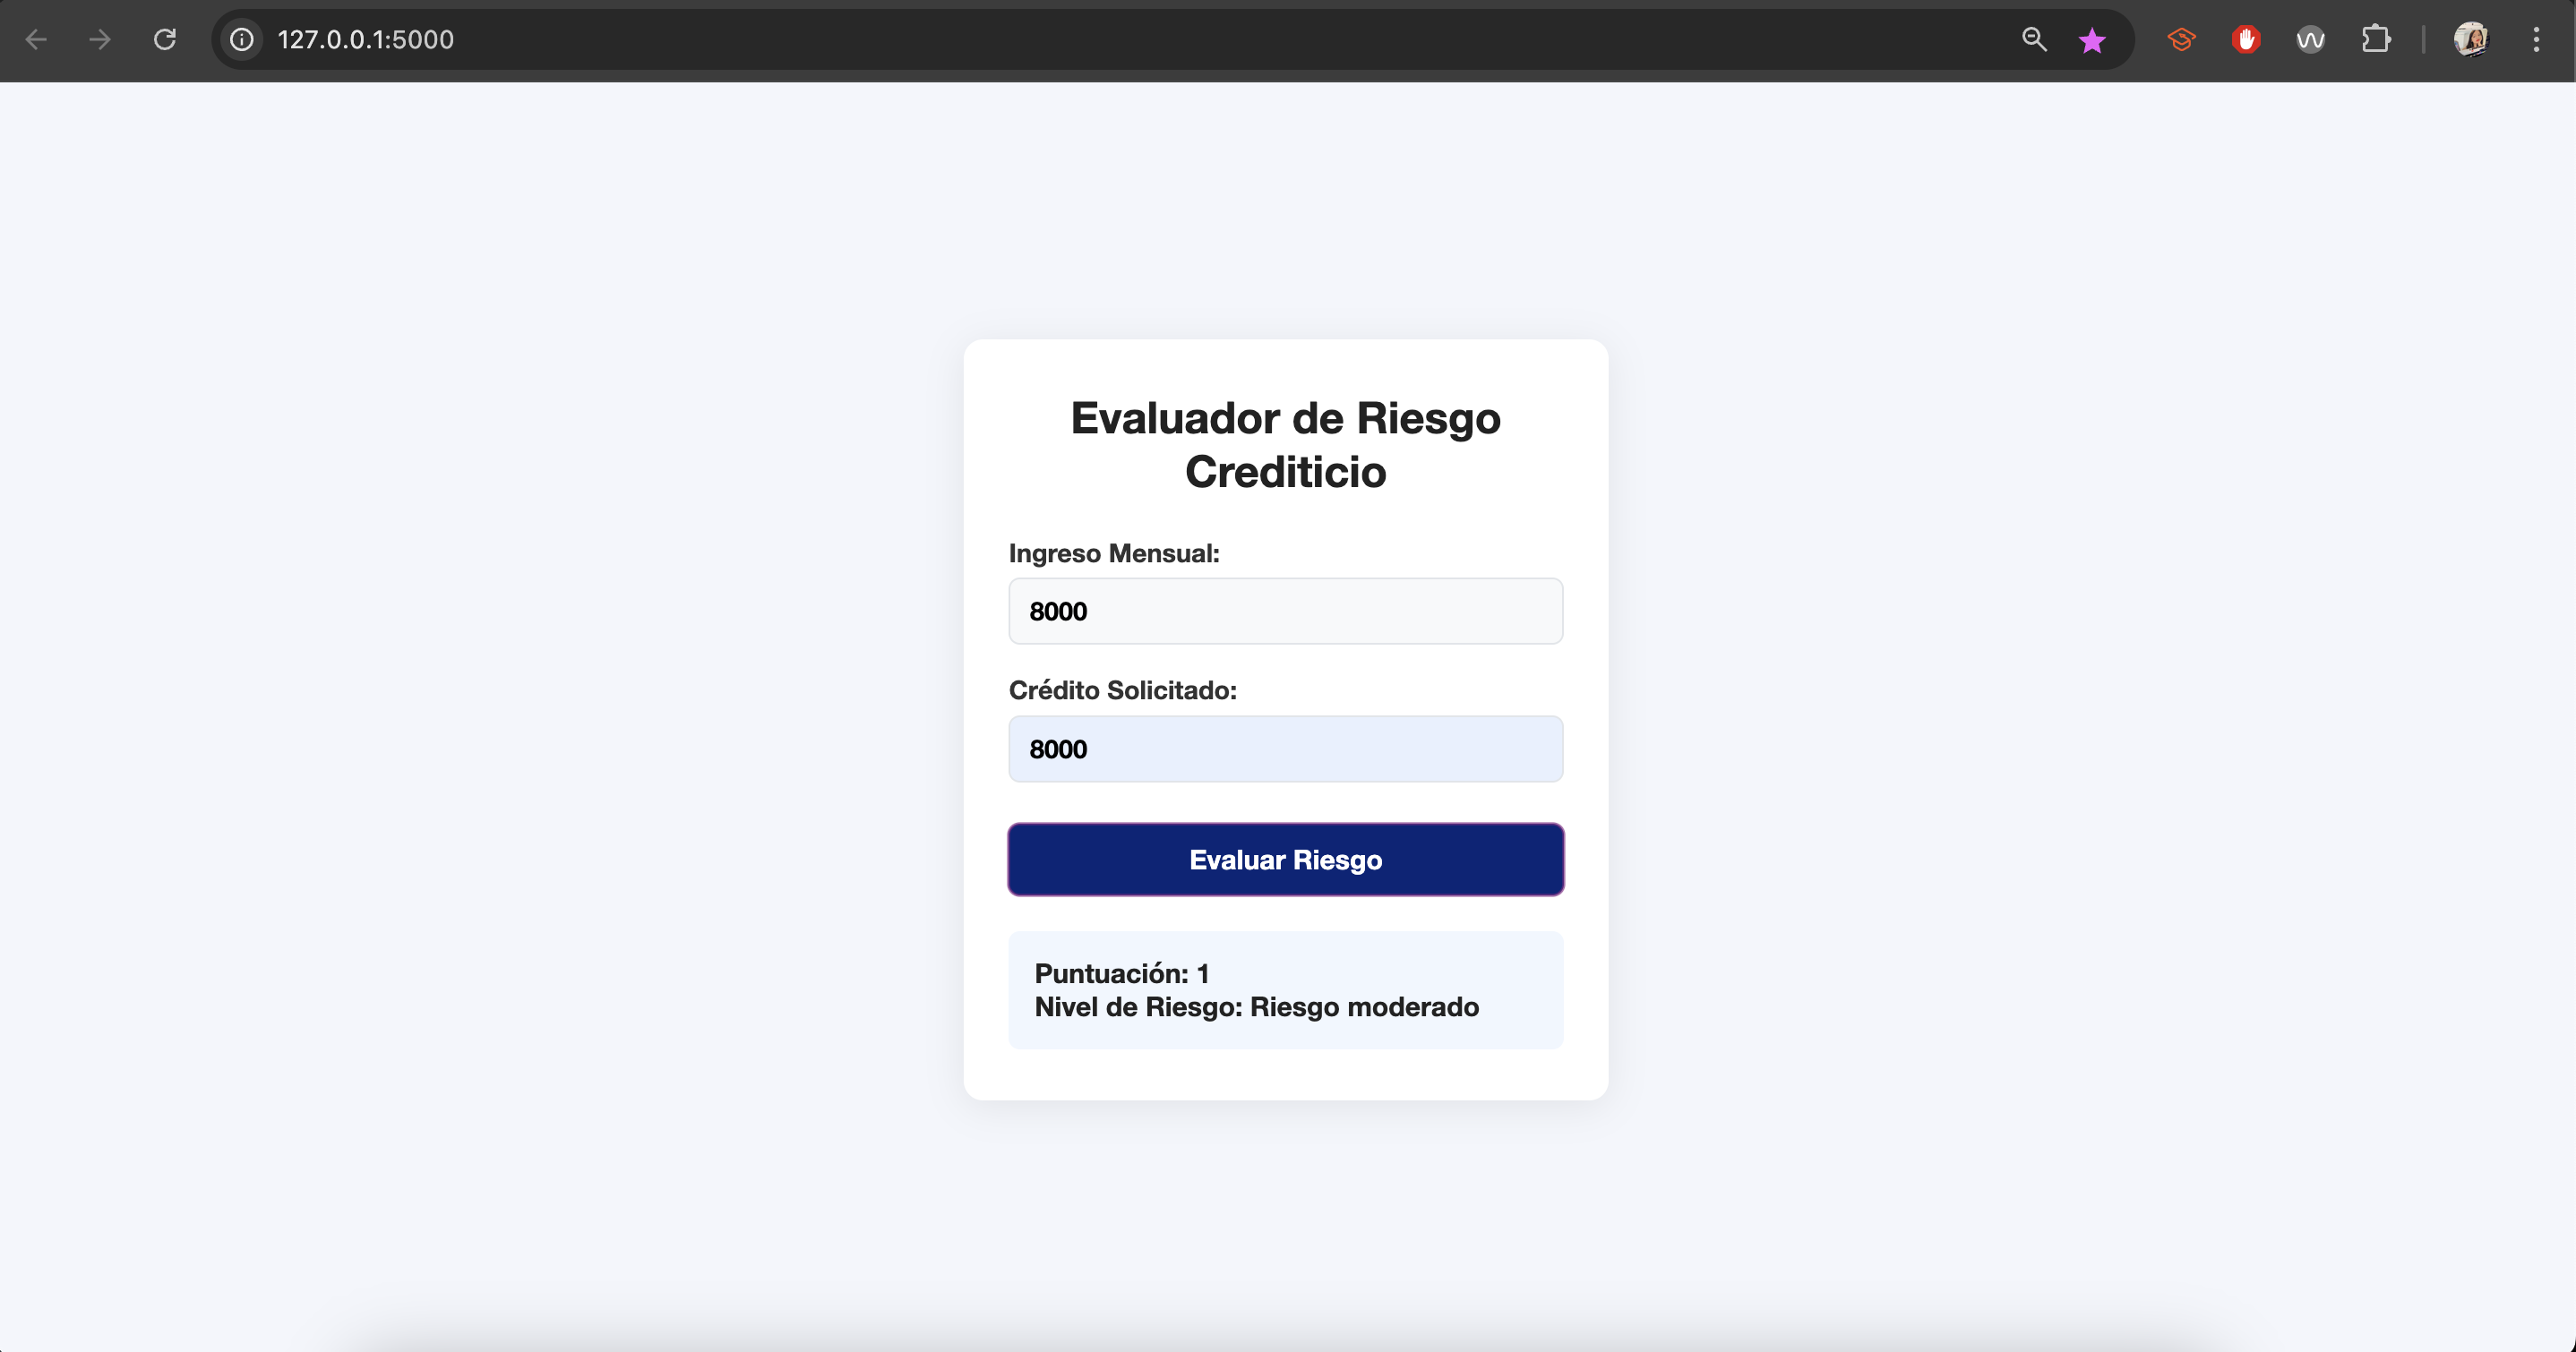 127.0.0.1:5000
Evaluador de Riesgo
Crediticio
Ingreso Mensual:
8000
Crédito Solicitado:
8000
Evaluar Riesgo
Puntuación: 1
Nivel de Riesgo: Riesgo moderado